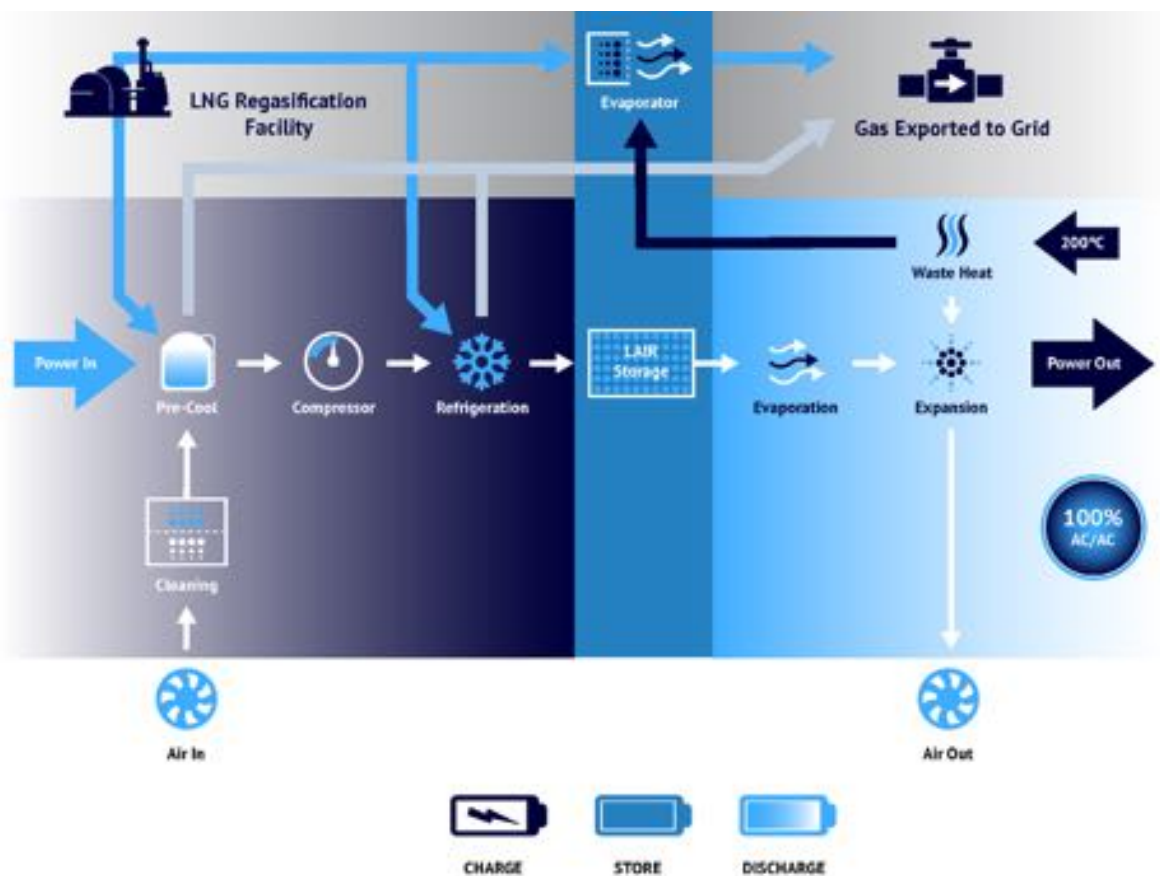 LNG Regasification
Facility
Evaporator
Gas Exported to Grid
200°C
Waste Heat
Power In
Pre-Cool
Compressor
Refrigeration
LAIR
Storage
Evaporation
Expansion
Power Out
100%
AC/AC
Cleaning
Air In
Air Out
CHARGE
STORE
DISCHARGE